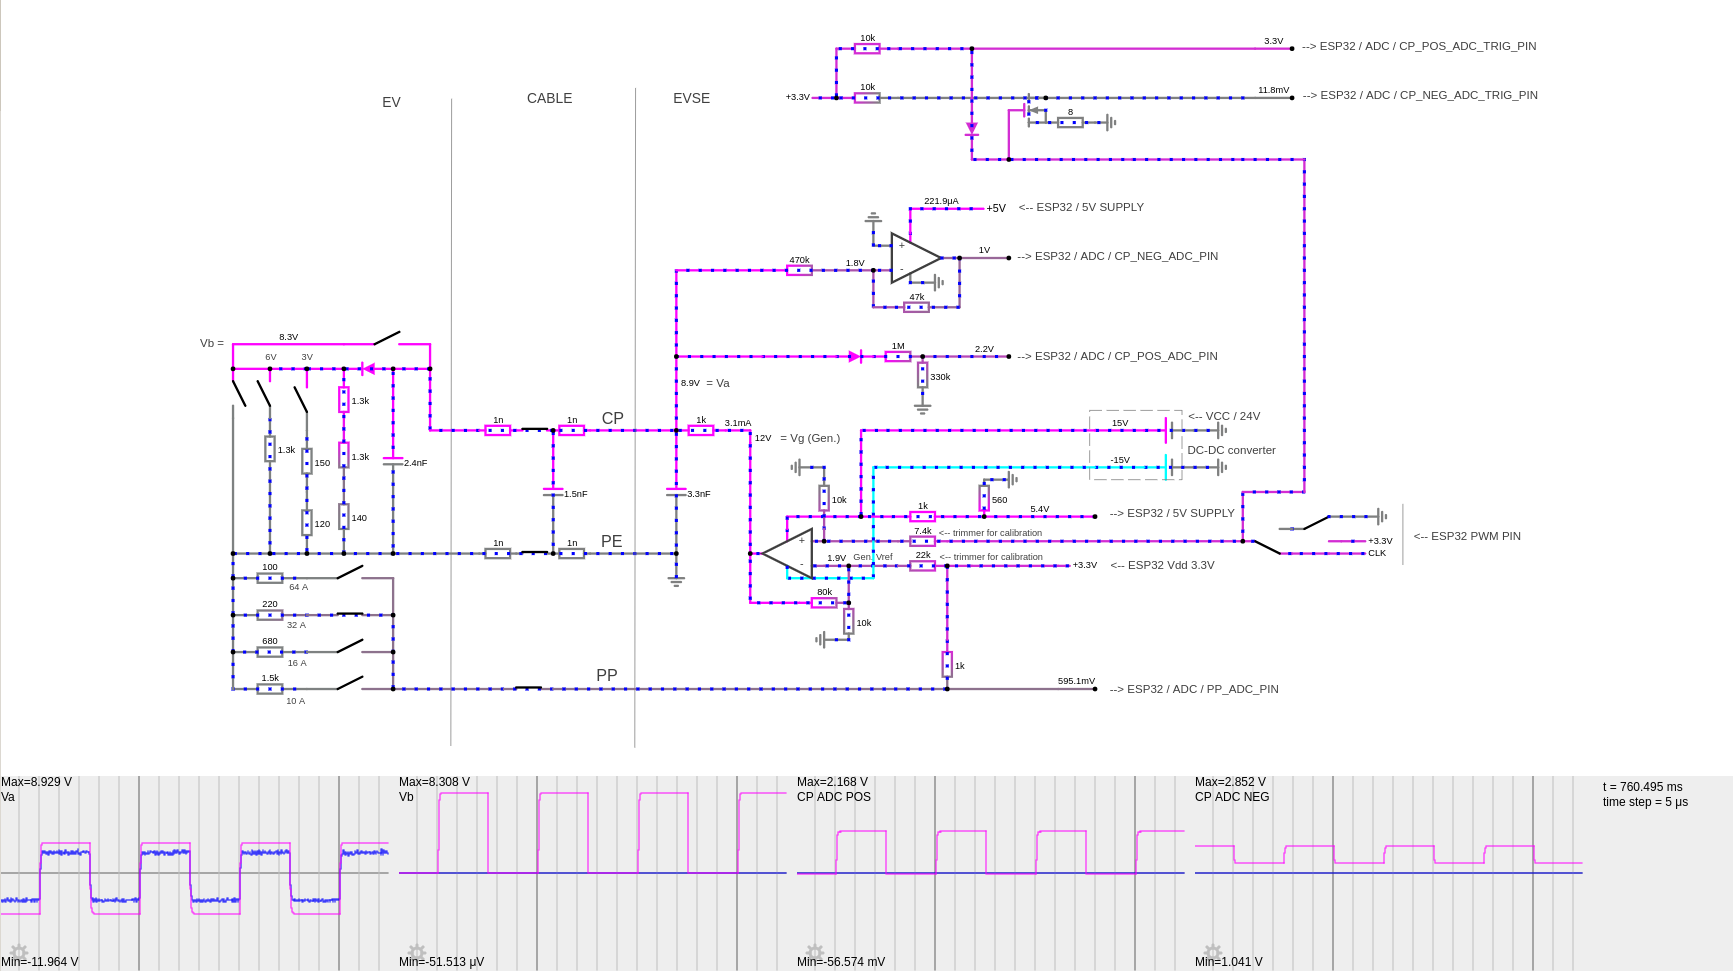 10k
3.3V
--> ESP32 / ADC / CP_POS_ADC_TRIG_PIN
EV
CABLE
EVSE
+3.3V
10k
11.8mV
--> ESP32 / ADC / CP_NEG_ADC_TRIG_PIN
8
221.9μA
+5V
<-- ESP32 / 5V SUPPLY
+
-
470k
1.8V
1V
--> ESP32 / ADC / CP_NEG_ADC_PIN
47k
Vb =
8.3V
6V
3V
1M
2.2V
--> ESP32 / ADC / CP_POS_ADC_PIN
330k
8.9V = Va
1.3k
1n
1n
CP
1k
3.1mA
12V = Vg (Gen.)
15V
<-- VCC / 24V
DC-DC converter
-15V
1.3k
150
1.3k
2.4nF
1.5nF
3.3nF
10k
560
120
140
1k
5.4V
--> ESP32 / 5V SUPPLY
7.4k
<-- trimmer for calibration
+
-
1n
1n
PE
1.9V
Gen. Vref
22k
<-- trimmer for calibration
+3.3V
<-- ESP32 Vdd 3.3V
+3.3V
CLK
<-- ESP32 PWM PIN
100
64 A
80k
220
32 A
10k
680
16 A
1k
1.5k
10 A
PP
595.1mV
--> ESP32 / ADC / PP_ADC_PIN
Max=8.929 V
Va
Min=-11.964 V
Max=8.308 V
Vb
Min=-51.513 μV
Max=2.168 V
CP ADC POS
Min=-56.574 mV
Max=2.852 V
CP ADC NEG
Min=1.041 V
t = 760.495 ms
time step = 5 μs